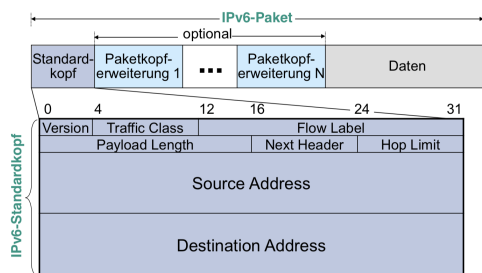 IPv6-Paket
optional
Standard-
kopf
Paketkopf-
erweiterung 1
...
Paketkopf-
erweiterung N
Daten
0 4 12 16 24 31
Version Traffic Class Flow Label
Payload Length Next Header Hop Limit
Source Address
Destination Address
IPv6-Standardkopf